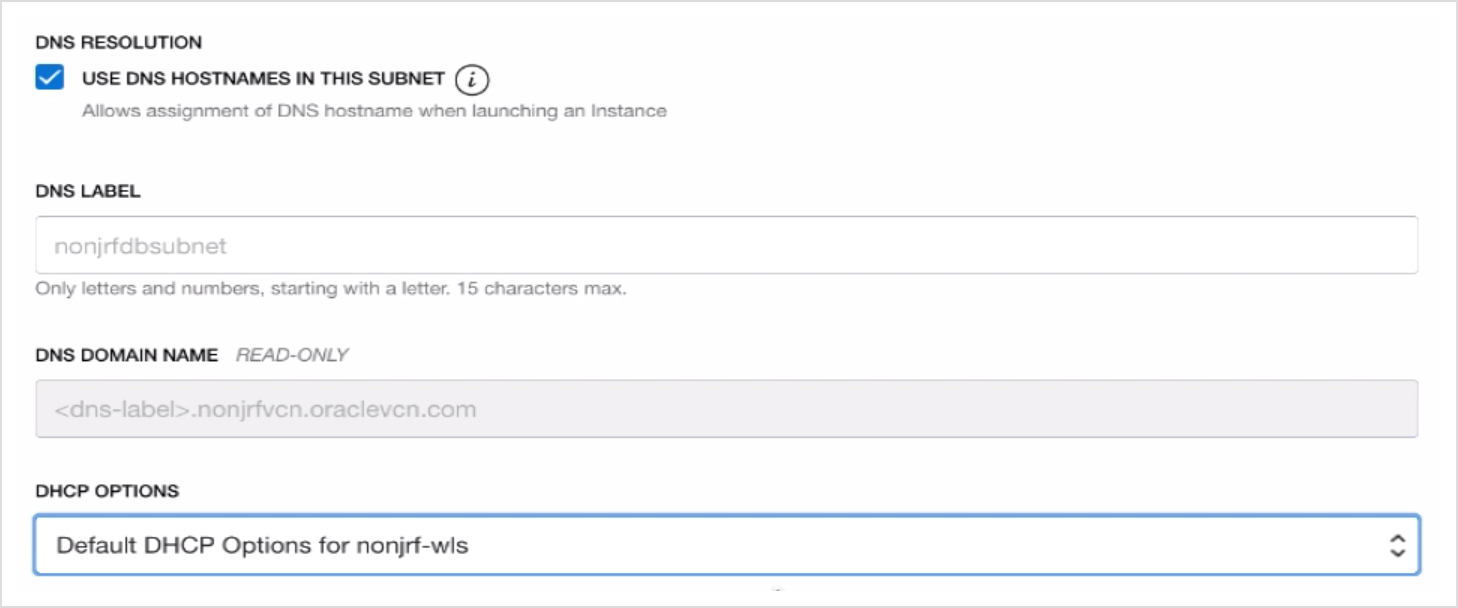 DNS RESOLUTION
USE DNS HOSTNAMES IN THIS SUBNET i
Allows assignment of DNS hostname when launching an Instance
DNS LABEL
nonjrfdbsubnet
Only letters and numbers, starting with a letter. 15 characters max.
DNS DOMAIN NAME READ-ONLY
<dns-label>.nonjrfvcn.oraclevcn.com
DHCP OPTIONS
Default DHCP Options for nonjrf-wls